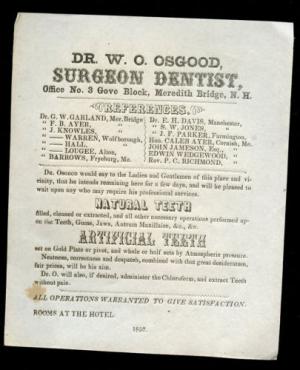 DR. W. O. OSGOOD,
SURGEON DENTIST,
Office No. 3 Gove Block, Meredith Bridge, N. H.
REFERENCES.
Dr. G. W. GARLAND, Mer. Bridge Dr. E. H. DAVIS, Manchester,
" F. B. AYER, " " S. W. JONES, "
" J. KNOWLES, " " J. F. PARKER, Farmington,
" —— WARREN, Wolfborough, Hon. CALEB AYER, Cornish, Me.
" —— HALL, " JOHN JAMESON, Esq., "
" —— LOUGEE, Alton, EDWIN WEDGEWOOD, "
" BARROWS, Fryeburg, Me. Rev. P. C. RICHMOND, "
Dr. Osgood would say to the Ladies and Gentlemen of this place and vi-
cinity, that he intends remaining here for a few days, and will be pleased to
wait upon any who may require his professional services.
NATURAL TEETH
filled, cleansed or extracted, and all other necessary operations performed up-
on the Teeth, Gums, Jaws, Antrum Maxillaire, &c., &c.
ARTIFICIAL TEETH
set on Gold Plate or pivot, and whole or half sets by Atmospheric pressure.
Neatness, correctness and despatch, combined with that great desideratum,
fair prices, will be his aim.
Dr. O. will also, if desired, administer the Chloroform, and extract Teeth
without pain.
ALL OPERATIONS WARRANTED TO GIVE SATISFACTION.
ROOMS AT THE HOTEL